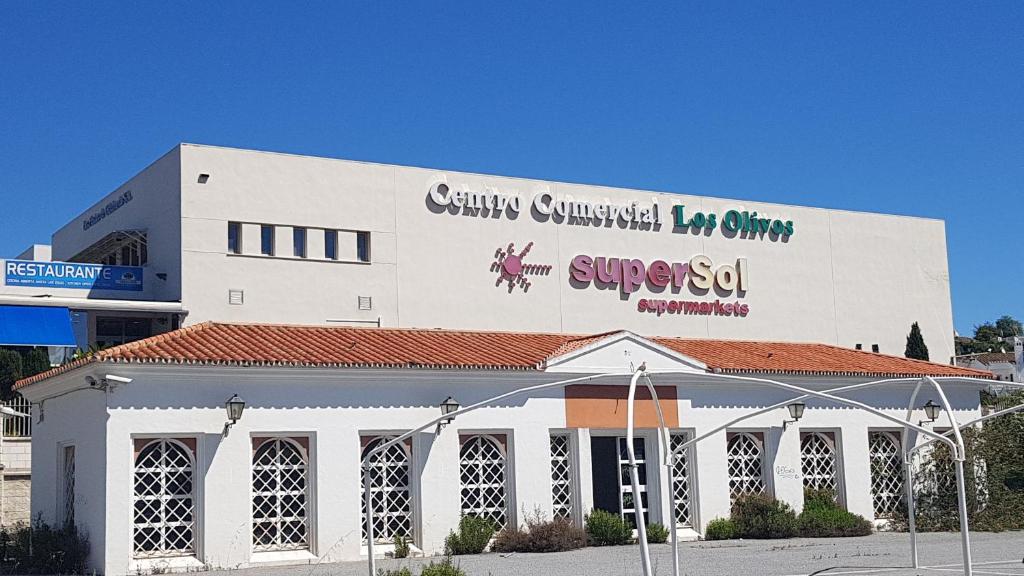 Centro Comercial Los Olivos
superSol
supermarkets
RESTAURANTE